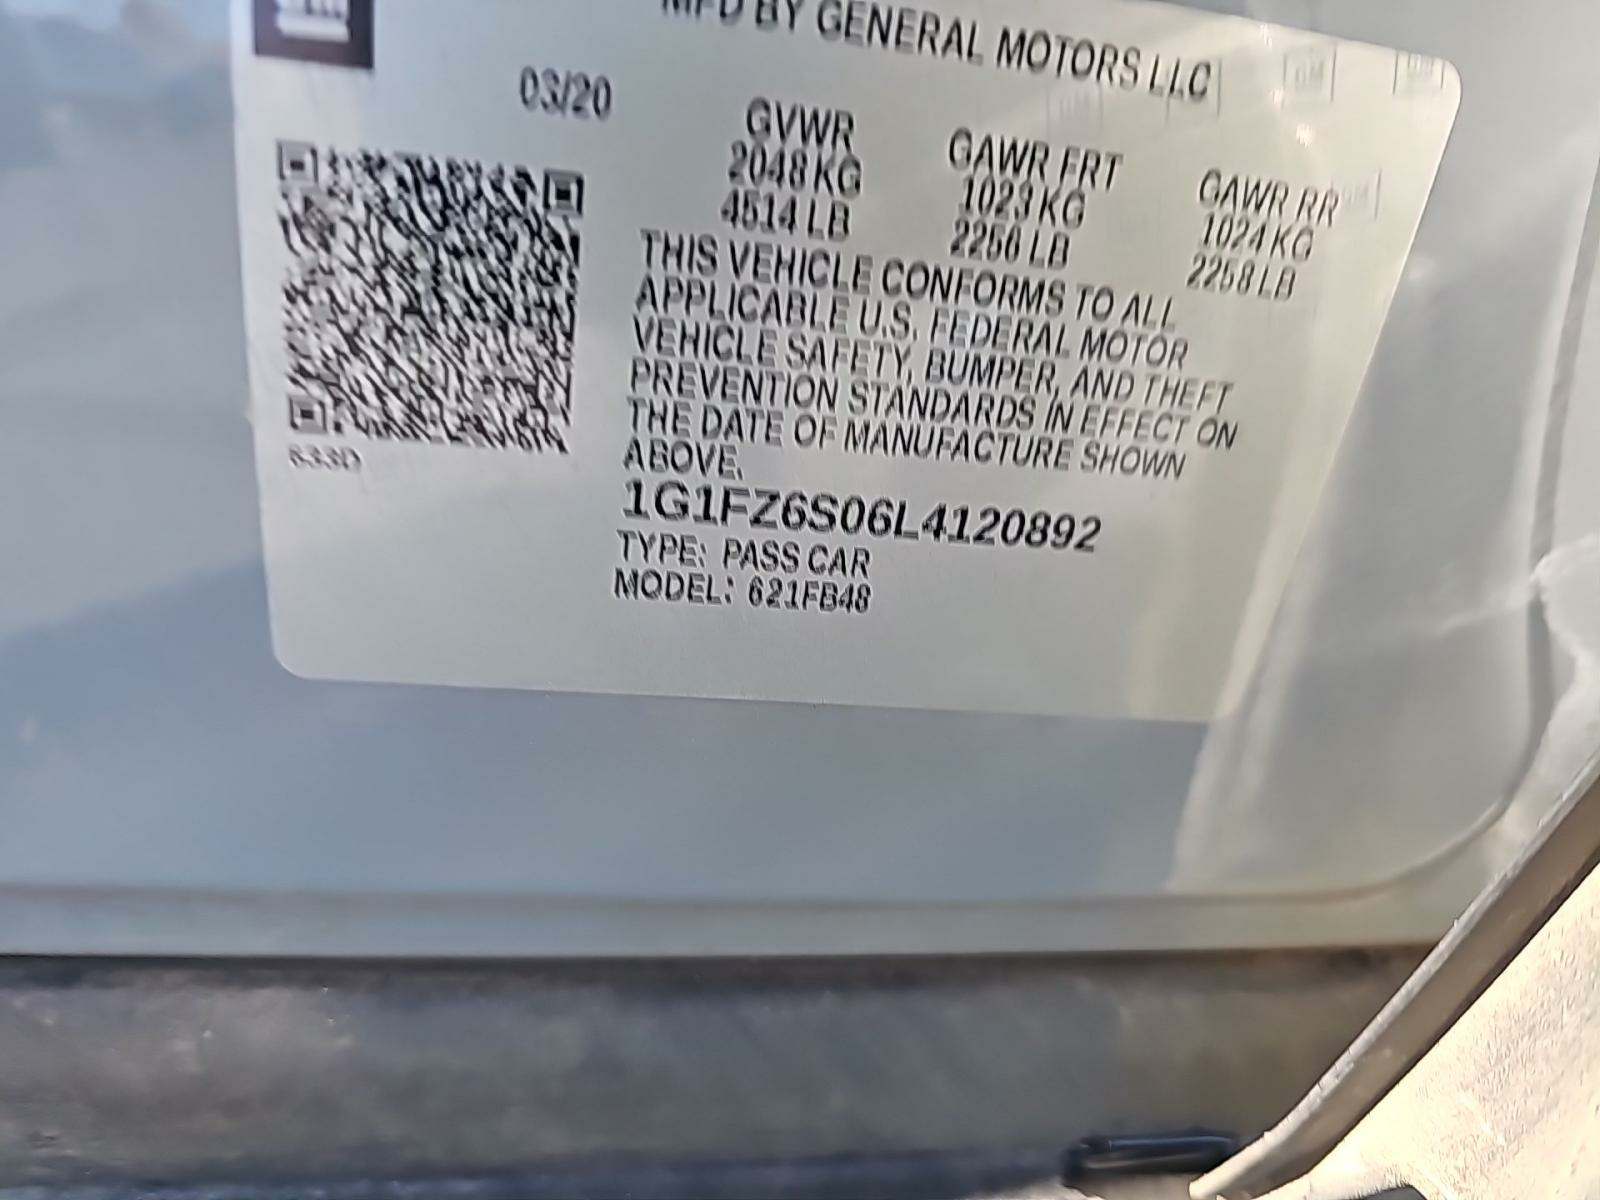 MFD BY GENERAL MOTORS LLC
03/20
GVWR
2048 KG
4514 LB
GAWR FRT
1023 KG
2256 LB
GAWR RR
1024 KG
2258 LB
THIS VEHICLE CONFORMS TO ALL
APPLICABLE U.S. FEDERAL MOTOR
VEHICLE SAFETY, BUMPER, AND THEFT
PREVENTION STANDARDS IN EFFECT ON
THE DATE OF MANUFACTURE SHOWN
ABOVE.
633D
1G1FZ6S06L4120892
TYPE: PASS CAR
MODEL: 621FB48